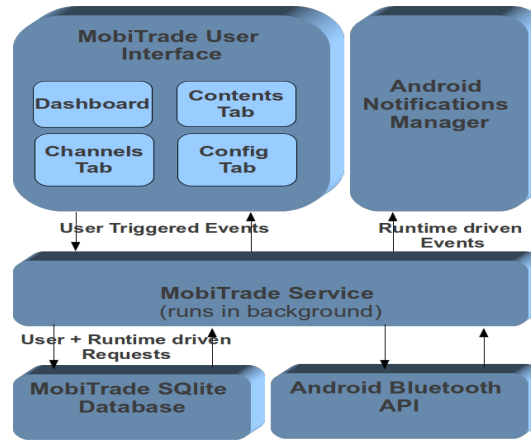 MobiTrade User
Interface
Dashboard
Contents
Tab
Channels
Tab
Config
Tab
Android
Notifications
Manager
User Triggered Events
Runtime driven
Events
MobiTrade Service
(runs in background)
User + Runtime driven
Requests
MobiTrade SQlite
Database
Android Bluetooth
API